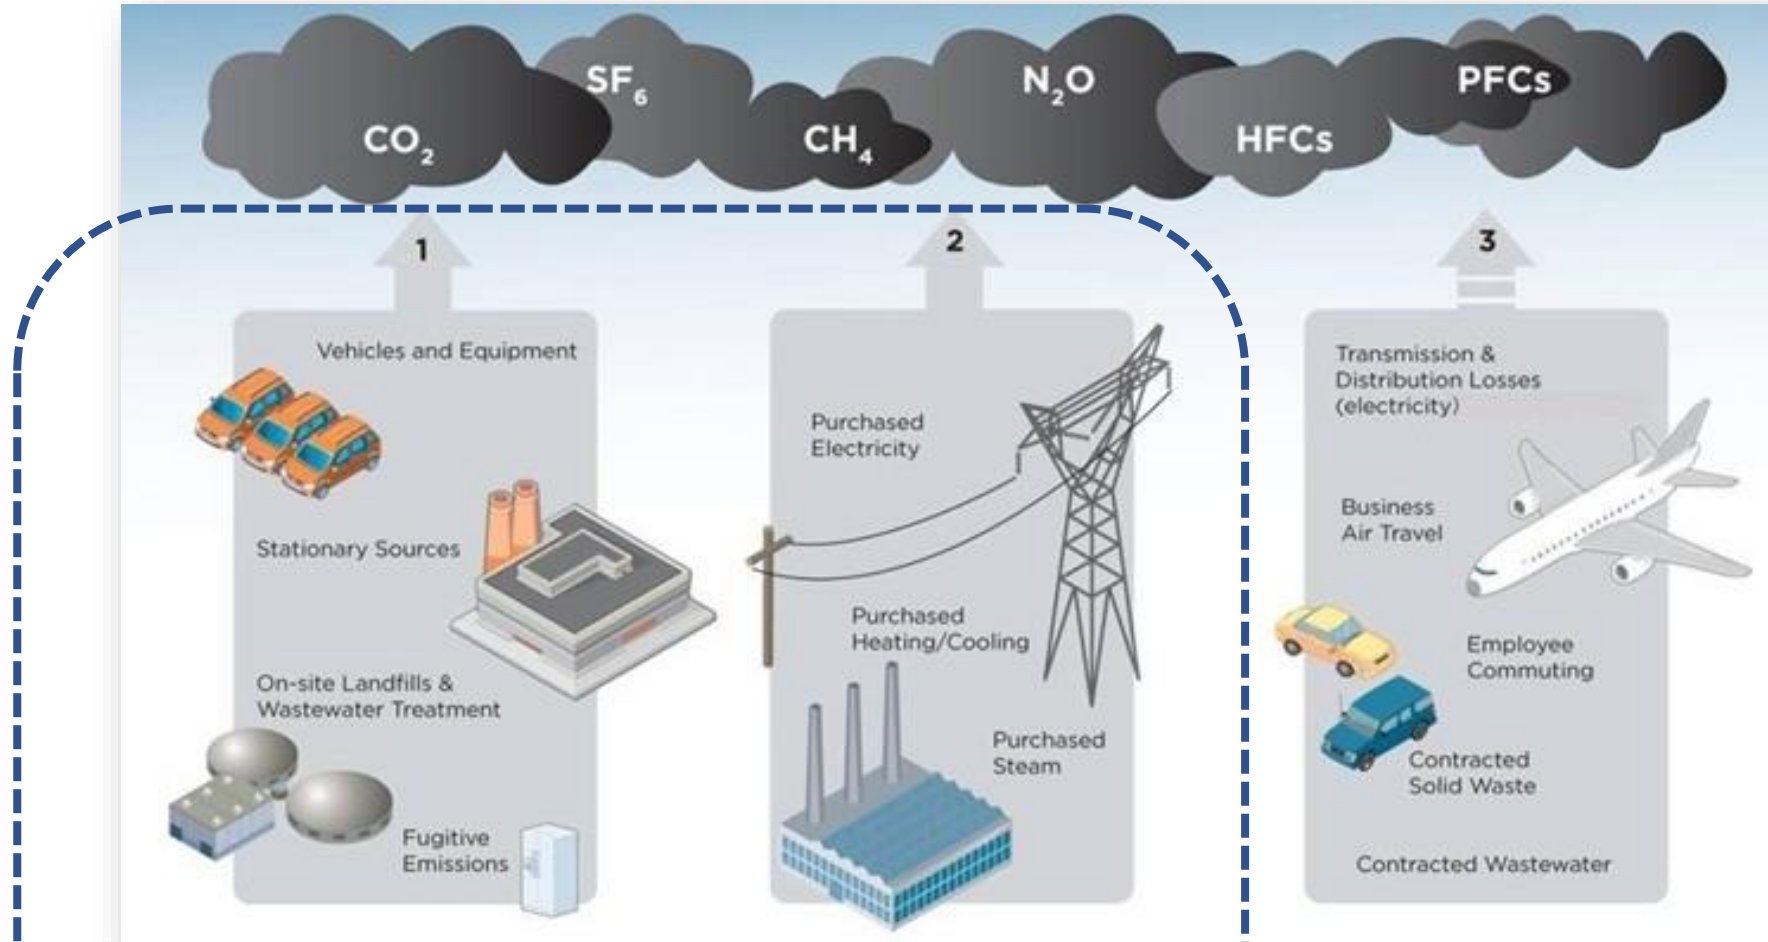 SF₆
N₂O
PFCs
CO₂
CH₄
HFCs
1
2
3
Vehicles and Equipment
Stationary Sources
On-site Landfills &
Wastewater Treatment
Fugitive
Emissions
Purchased
Electricity
Purchased
Heating/Cooling
Purchased
Steam
Transmission &
Distribution Losses
(electricity)
Business
Air Travel
Employee
Commuting
Contracted
Solid Waste
Contracted Wastewater